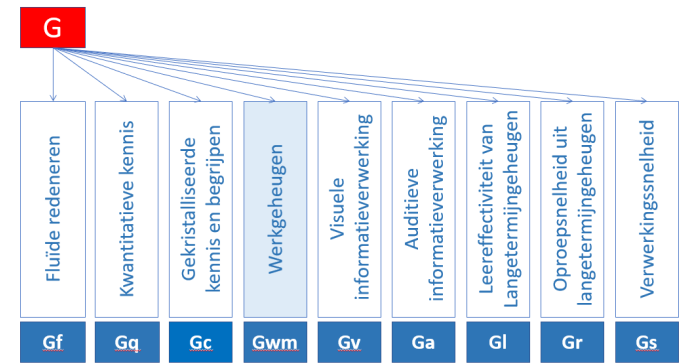 G
Fluïde redeneren
Kwantitatieve kennis
Gekristalliseerde
kennis en begrijpen
Werkgeheugen
Visuele
informatieverwerking
Auditieve
informatieverwerking
Leereffectiviteit van
Langetermijngeheugen
Oproepsnelheid uit
langetermijngeheugen
Verwerkingssnelheid
Gf
Gq
Gc
Gwm
Gv
Ga
Gl
Gr
Gs